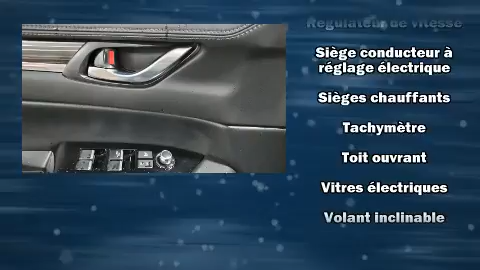 Régulateur de vitesse
Siège conducteur à
réglage électrique
Sièges chauffants
Tachymètre
Toit ouvrant
Vitres électriques
Volant inclinable